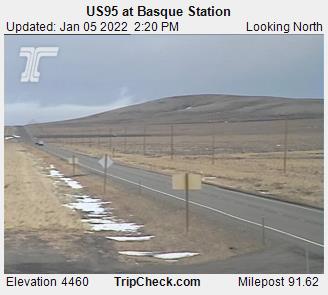 US95 at Basque Station
Updated: Jan 05 2022 2:20 PM Looking North
Elevation 4460 TripCheck.com Milepost 91.62